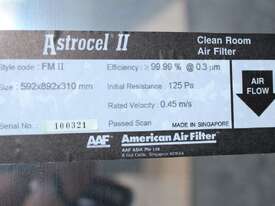 Astrocel II
Clean Room
Air Filter
Style code: FM II
Efficiency: ≥ 99.99 % @ 0.3 µm
Size: 592x892x310 mm
Initial Resistance: 125 Pa
Rated Velocity: 0.45 m/s
AIR
FLOW
Serial No.: 100321
Passed Scan
MADE IN SINGAPORE
AAF American Air Filter
AAF ASIA Pte Ltd